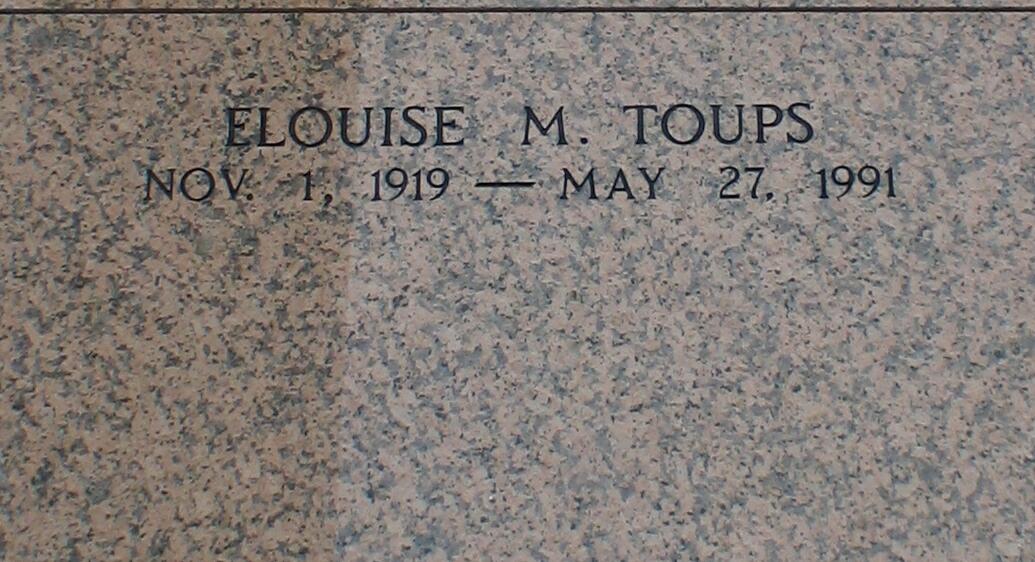 ELOUISE M. TOUPS
NOV. 1, 1919 — MAY 27, 1991